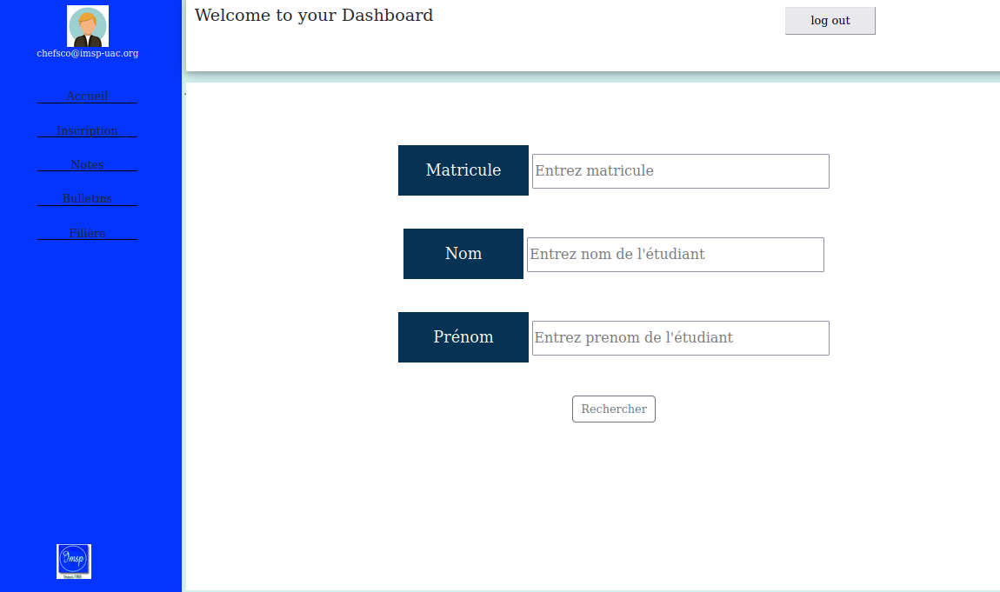 chefsco@imsp-uac.org
Accueil
Inscription
Notes
Bulletins
Filière
Imsp
Welcome to your Dashboard
log out
Matricule
Entrez matricule
Nom
Entrez nom de l'étudiant
Prénom
Entrez prenom de l'étudiant
Rechercher